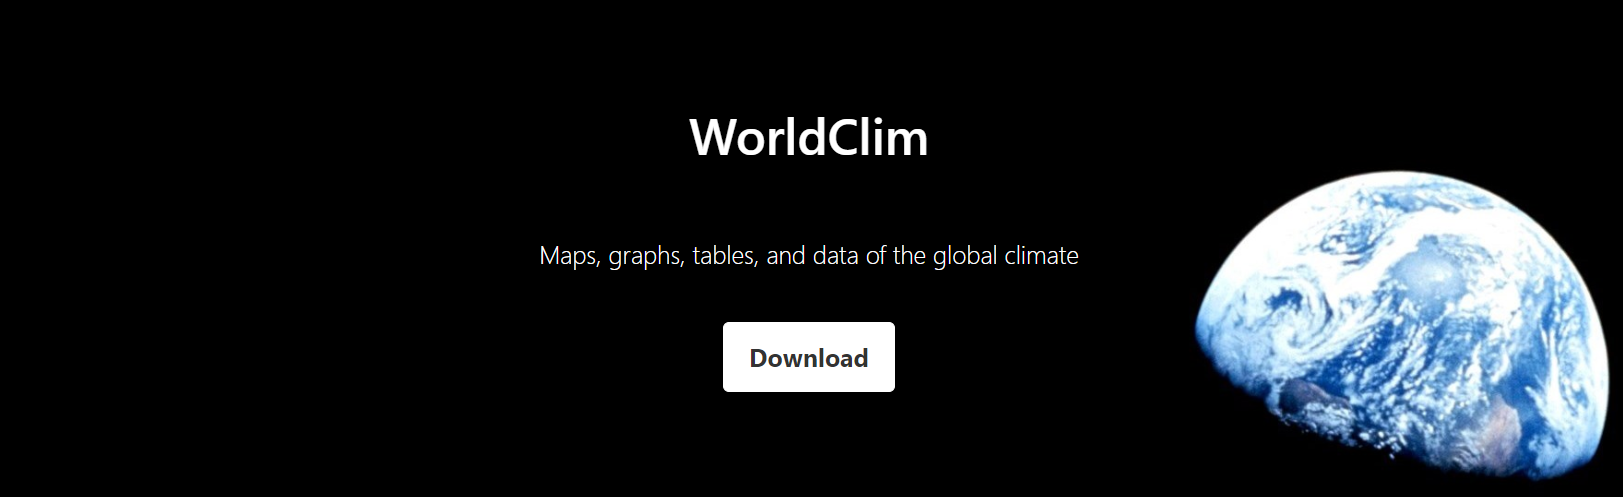 WorldClim
Maps, graphs, tables, and data of the global climate
Download